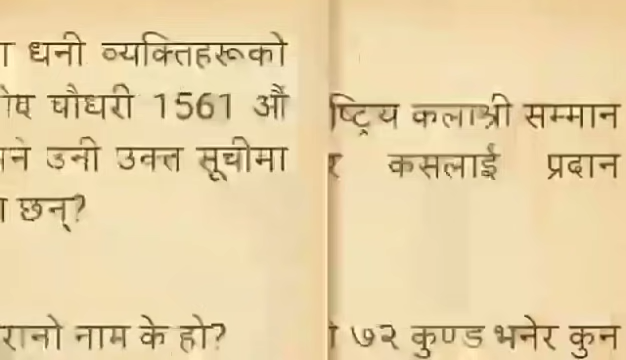 धनी व्यक्तिहरूको
चौधरी 1561 औं
उनी उक्त सूचीमा
छन्?
नाम के हो?
कलाश्री सम्मान
कसलाई प्रदान
७२ कुण्ड भनेर कुन